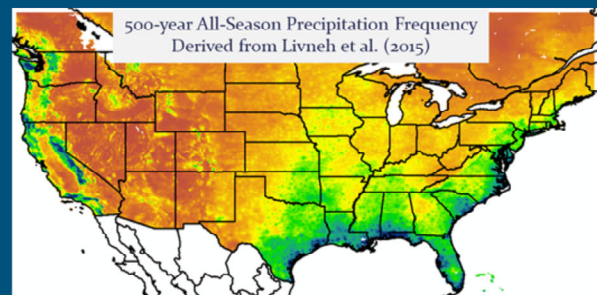 500-year All-Season Precipitation Frequency
Derived from Livneh et al. (2015)